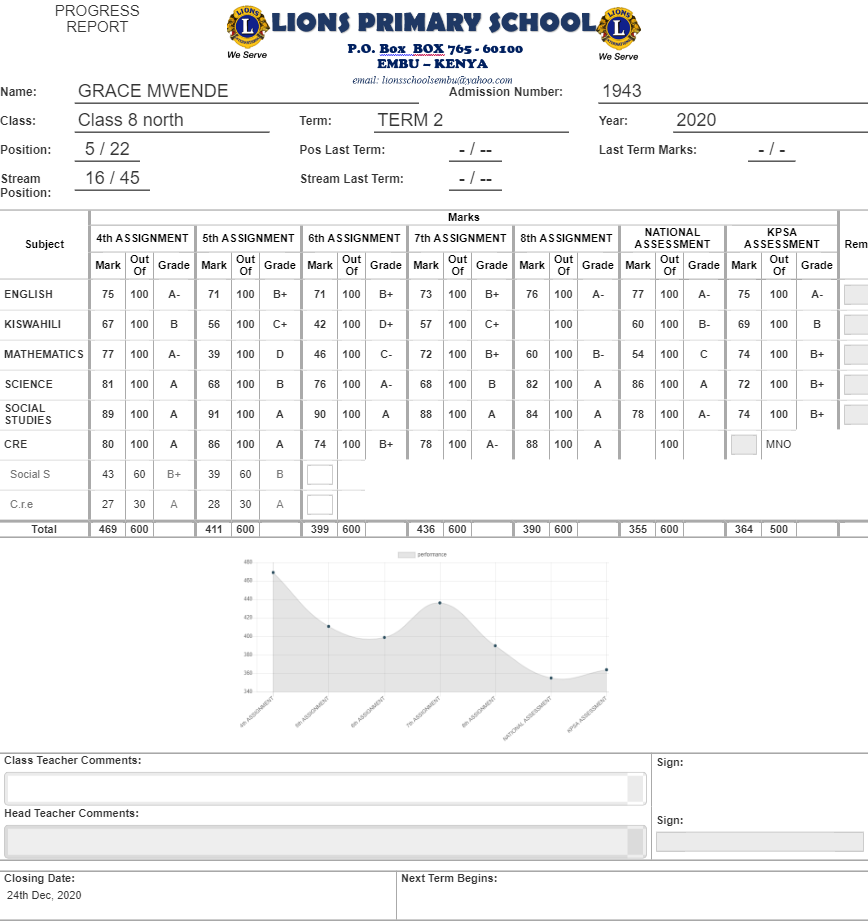 PROGRESS
REPORT
LIONS PRIMARY SCHOOL
We Serve
We Serve
P.O. Box BOX 765 - 60100
EMBU – KENYA
email: lionsschoolsembu@yahoo.com
Name: GRACE MWENDE Admission Number: 1943
Class: Class 8 north Term: TERM 2 Year: 2020
Position: 5 / 22 Pos Last Term: - / -- Last Term Marks: - / -
Stream Position: 16 / 45 Stream Last Term: - / --
Marks
Subject 4th ASSIGNMENT 5th ASSIGNMENT 6th ASSIGNMENT 7th ASSIGNMENT 8th ASSIGNMENT NATIONAL ASSESSMENT KPSA ASSESSMENT Rem
Mark Out Of Grade Mark Out Of Grade Mark Out Of Grade Mark Out Of Grade Mark Out Of Grade Mark Out Of Grade Mark Out Of Grade
ENGLISH 75 100 A- 71 100 B+ 71 100 B+ 73 100 B+ 76 100 A- 77 100 A- 75 100 A-
KISWAHILI 67 100 B 56 100 C+ 42 100 D+ 57 100 C+ 100 60 100 B- 69 100 B
MATHEMATICS 77 100 A- 39 100 D 46 100 C- 72 100 B+ 60 100 B- 54 100 C 74 100 B+
SCIENCE 81 100 A 68 100 B 76 100 A- 68 100 B 82 100 A 86 100 A 72 100 B+
SOCIAL STUDIES 89 100 A 91 100 A 90 100 A 88 100 A 84 100 A 78 100 A- 74 100 B+
CRE 80 100 A 86 100 A 74 100 B+ 78 100 A- 88 100 A 100 MNO
Social S 43 60 B+ 39 60 B
C.r.e 27 30 A 28 30 A
Total 469 600 411 600 399 600 436 600 390 600 355 600 364 500
performance
480
460
440
420
400
380
360
340
4th ASSIGNMENT 5th ASSIGNMENT 6th ASSIGNMENT 7th ASSIGNMENT 8th ASSIGNMENT NATIONAL ASSESSMENT KPSA ASSESSMENT
Class Teacher Comments: Sign:
Head Teacher Comments: Sign:
Closing Date: Next Term Begins:
24th Dec, 2020